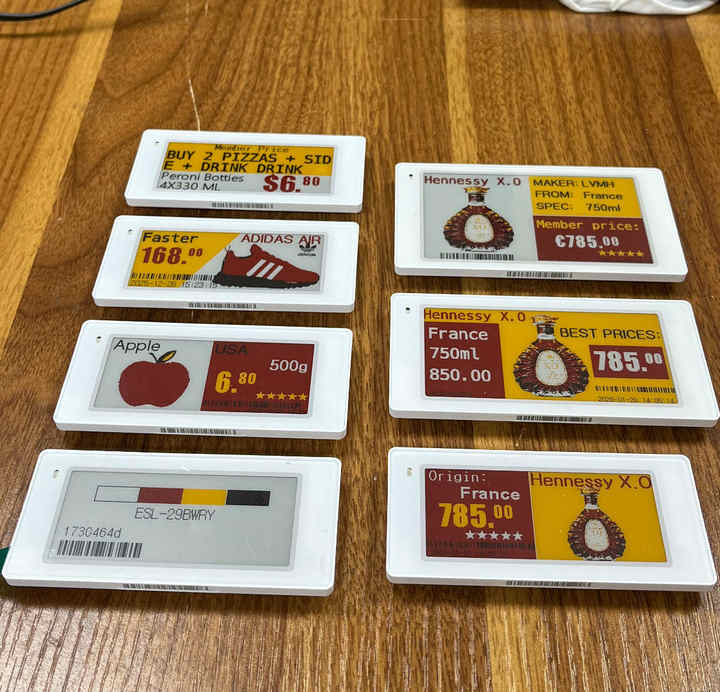 Member Price
BUY 2 PIZZAS + SID
E + DRINK DRINK
Peroni Botties
4X330 ML
$6.80
Faster
168.00
ADIDAS AIR
Apple
USA
500g
6.80
★★★★★
ESL-29BWRY
173G464d
Hennessy X.O
MAKER: LVMH
FROM: France
SPEC: 750ml
Member price:
€785.00
★★★★★
Hennessy X.O
France
750ml
850.00
BEST PRICES:
785.00
Origin:
France
785.00
★★★★★
Hennessy X.O